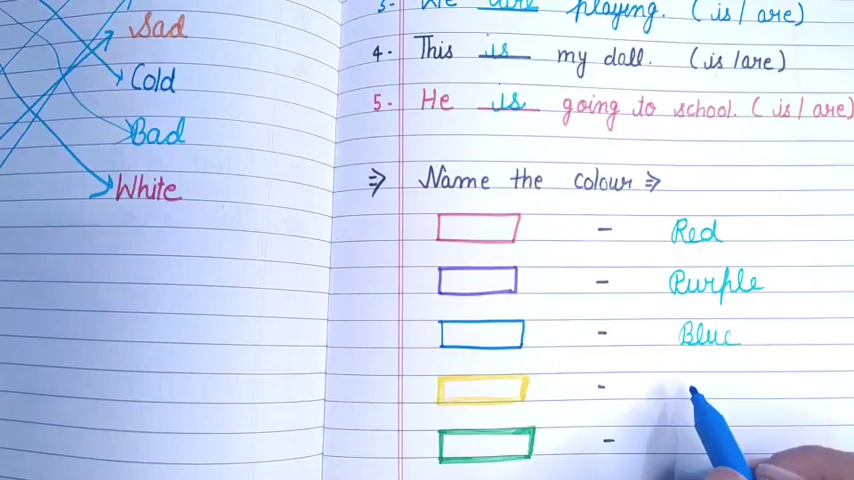 Sad
Cold
Bad
White
3- We are playing. (is/are)
4- This is my doll. (is/are)
5- He is going to school. (is/are)
⇒ Name the colour ⇒
- Red
- Purple
- Blue
-
-